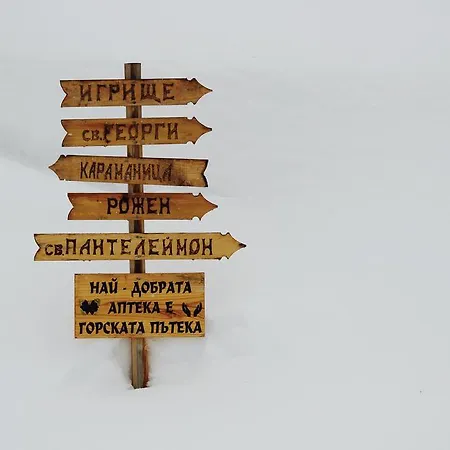 ИГРИЩЕ
св.ГЕОРГИ
КАРАМАНИЦА
РОЖЕН
св.ПАНТЕЛЕЙМОН
НАЙ - ДОБРАТА
АПТЕКА Е
ГОРСКАТА ПЪТЕКА